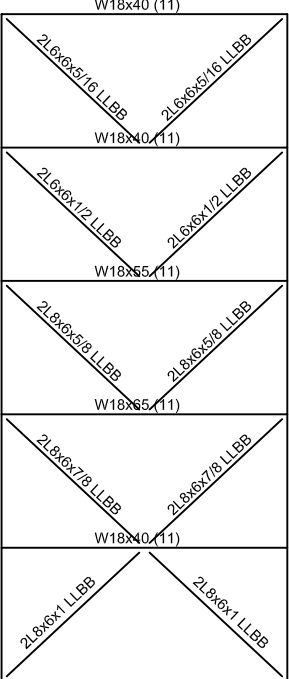 W18x40 (11)
2L6x6x5/16 LLBB
2L6x6x5/16 LLBB
W18x40 (11)
2L6x6x1/2 LLBB
2L6x6x1/2 LLBB
W18x55 (11)
2L8x6x5/8 LLBB
2L8x6x5/8 LLBB
W18x65 (11)
2L8x6x7/8 LLBB
2L8x6x7/8 LLBB
W18x40 (11)
2L8x6x1 LLBB
2L8x6x1 LLBB